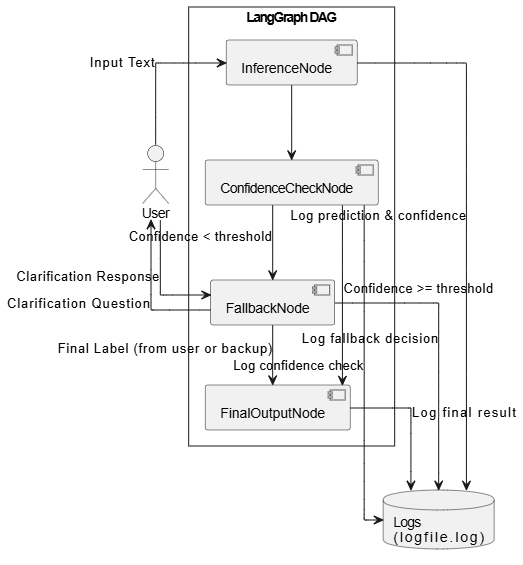 LangGraph DAG
Input Text
InferenceNode
ConfidenceCheckNode
User
Log prediction & confidence
Confidence < threshold
Clarification Response
Confidence >= threshold
Clarification Question
FallbackNode
Log fallback decision
Final Label (from user or backup)
Log confidence check
FinalOutputNode
Log final result
Logs
(logfile.log)